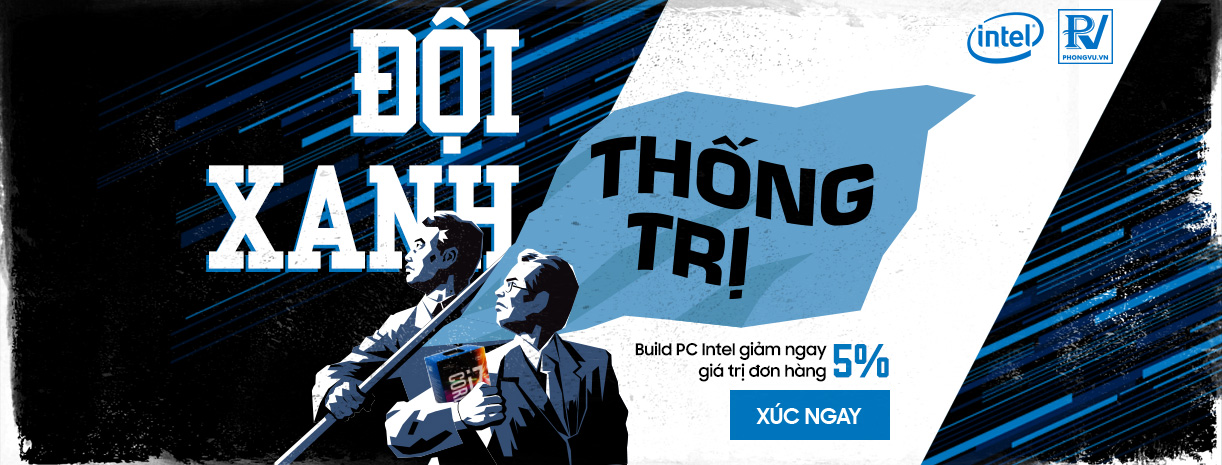 ĐỘI
XANH
THỐNG
TRỊ
intel
PV
PHONGVU.VN
Build PC Intel giảm ngay
giá trị đơn hàng
5%
XÚC NGAY
COR